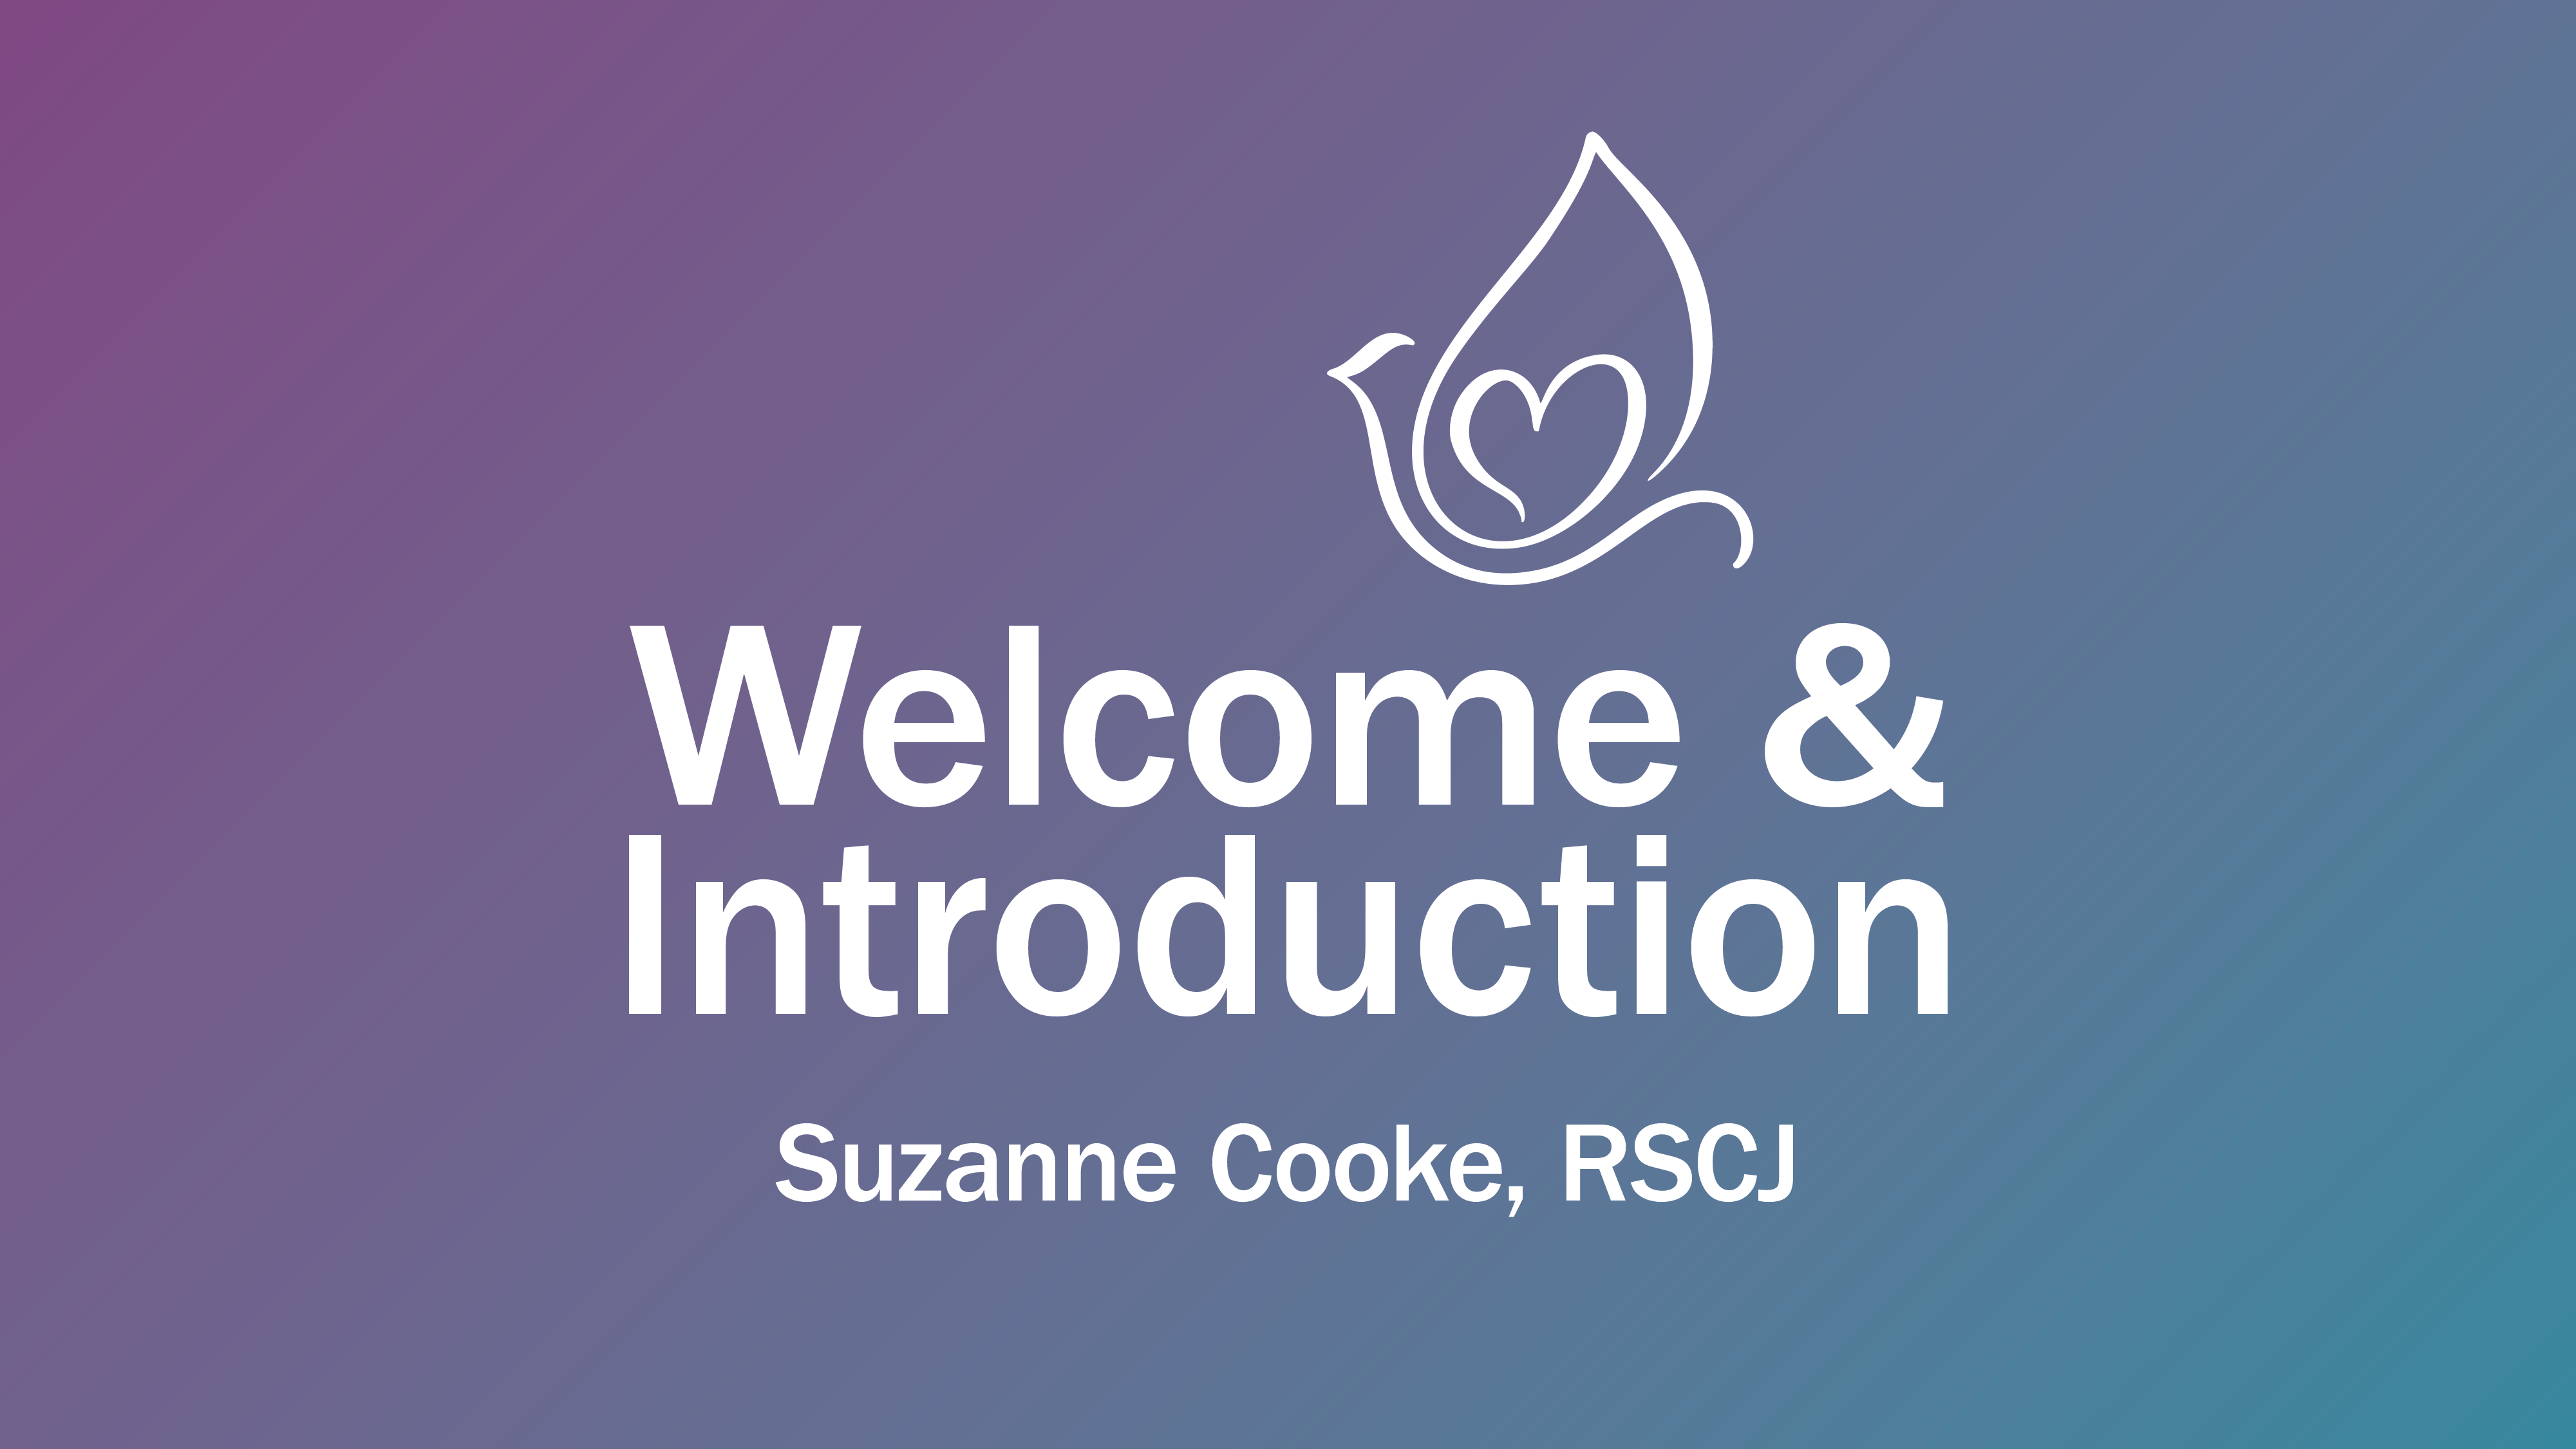 Welcome &
Introduction
Suzanne Cooke, RSCJ